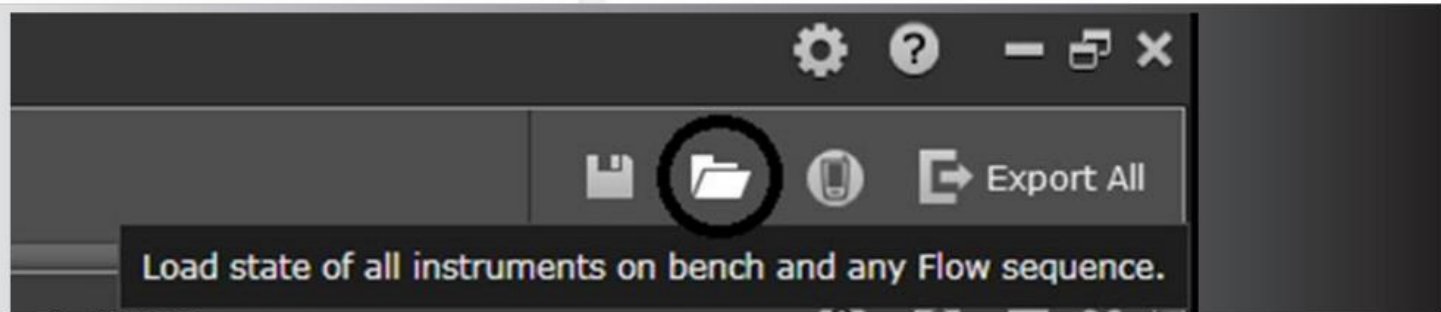 Export All
Load state of all instruments on bench and any Flow sequence.